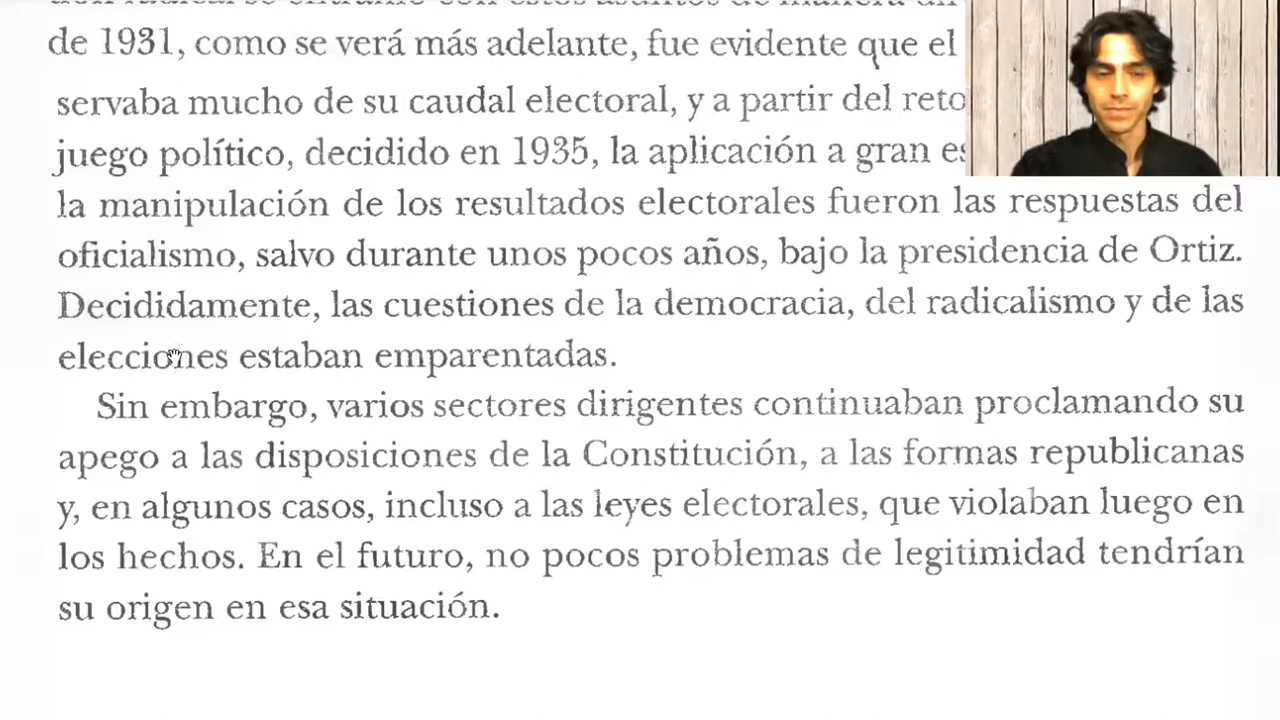 de 1931, como se verá más adelante, fue evidente que el
servaba mucho de su caudal electoral, y a partir del reto
juego político, decidido en 1935, la aplicación a gran es
la manipulación de los resultados electorales fueron las respuestas del
oficialismo, salvo durante unos pocos años, bajo la presidencia de Ortiz.
Decididamente, las cuestiones de la democracia, del radicalismo y de las
elecciones estaban emparentadas.
Sin embargo, varios sectores dirigentes continuaban proclamando su
apego a las disposiciones de la Constitución, a las formas republicanas
y, en algunos casos, incluso a las leyes electorales, que violaban luego en
los hechos. En el futuro, no pocos problemas de legitimidad tendrían
su origen en esa situación.